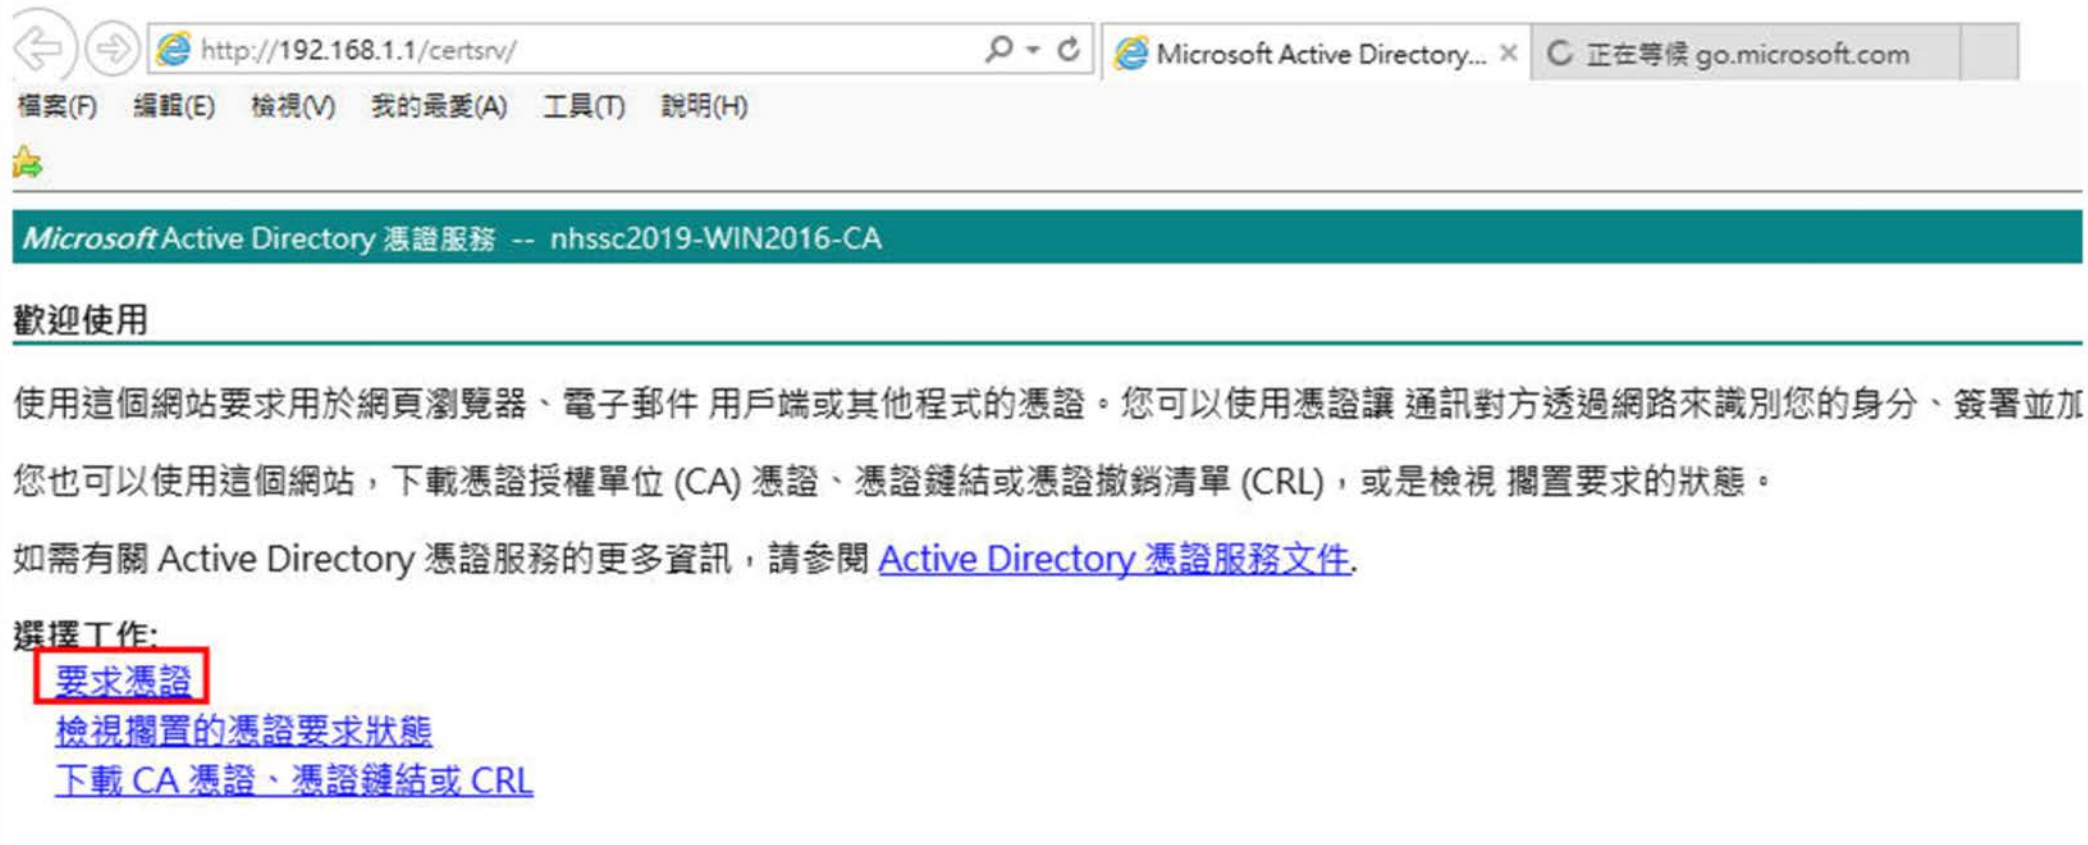 http://192.168.1.1/certsrv/ Microsoft Active Directory... 正在等候 go.microsoft.com
檔案(F) 編輯(E) 檢視(V) 我的最愛(A) 工具(T) 說明(H)
Microsoft Active Directory 憑證服務 -- nhssc2019-WIN2016-CA
歡迎使用
使用這個網站要求用於網頁瀏覽器、電子郵件 用戶端或其他程式的憑證。您可以使用憑證讓 通訊對方透過網路來識別您的身分、簽署並加
您也可以使用這個網站,下載憑證授權單位 (CA) 憑證、憑證鏈結或憑證撤銷清單 (CRL),或是檢視 擱置要求的狀態。
如需有關 Active Directory 憑證服務的更多資訊,請參閱 Active Directory 憑證服務文件.
選擇工作:
要求憑證
檢視擱置的憑證要求狀態
下載 CA 憑證、憑證鏈結或 CRL